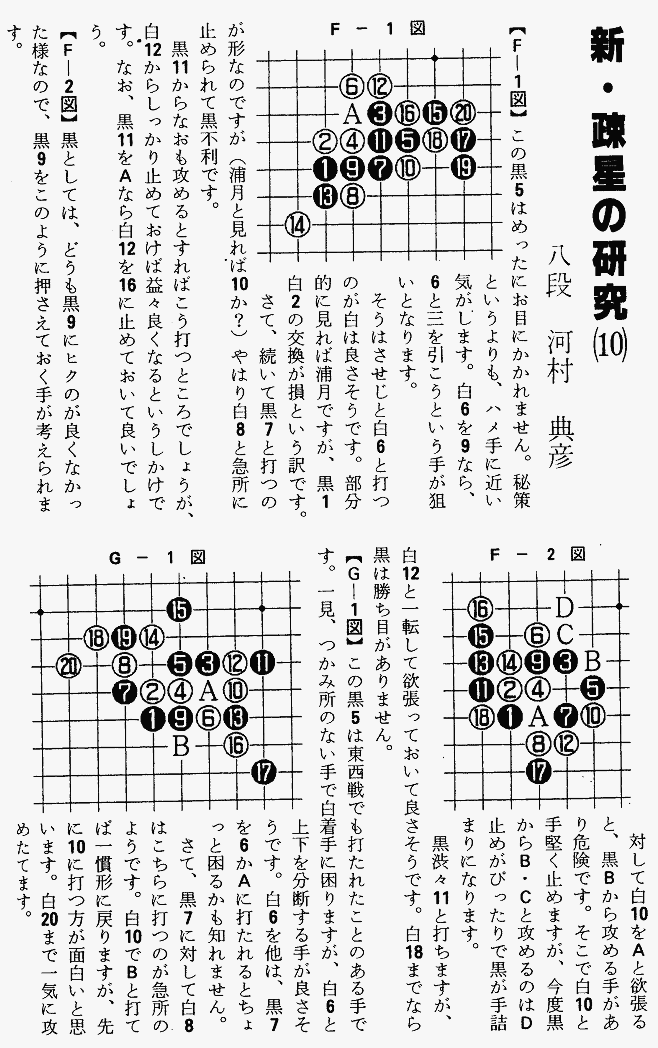 新・疎星の研究⑽
八段 河村 典彦
F－1図
⑥⑫
A❸⑯⓯⑳
②④⓫❺⑱⓱
❶❾❼⑩⓳
⓭⑧
⑭
【F―1図】この黒5はめったにお目にかかれません。秘策
というよりも、ハメ手に近い
気がします。白6を9なら、
6と三を引こうという手が狙
いとなります。
そうはさせじと白6と打つ
のが白は良さそうです。部分
的に見れば浦月ですが、黒1
白2の交換が損という訳です。
さて、続いて黒7と打つの
が形なのですが（浦月と見れば10か？）やはり白8と急所に
止められて黒不利です。
黒11からなおも攻めるとすればこう打つところでしょうが、
白12からしっかり止めておけば益々良くなるというしかけで
す。なお、黒11をAなら白12を16に止めておいて良いでしょ
う。
【F―2図】黒としては、どうも黒9にヒクのが良くなかっ
た様なので、黒9をこのように押さえておく手が考えられま
す。
F－2図
⑯D
⓯⑥C
⓭⑭❾❸B
⓫②④❺
⑱❶A❼⑩
⑧⑫
⓱
対して白10をAと欲張る
と、黒Bから攻める手があ
り危険です。そこで白10と
手堅く止めますが、今度黒
からB・Cと攻めるのはD
止めがぴったりで黒が手詰
まりになります。
黒渋々11と打ちますが、
白12と一転して欲張っておいて良さそうです。白18までなら
黒は勝ち目がありません。
【G―1図】この黒5は東西戦でも打たれたことのある手で
す。一見、つかみ所のない手で白着手に困りますが、白6と
上下を分断する手が良さそ
うです。白6を他は、黒7
を6かAに打たれるとちょ
っと困るかも知れません。
さて、黒7に対して白8
はこちらに打つのが急所の
ようです。白10でBと打て
ば一慣形に戻りますが、先
に10に打つ方が面白いと思
います。白20まで一気に攻
めたてます。
G－1図
⓯
⑱⓳⑭
⑳⑧❺❸⑫⓫
❼②④A⑩
❶❾⑥⓭
B⑯
⓱